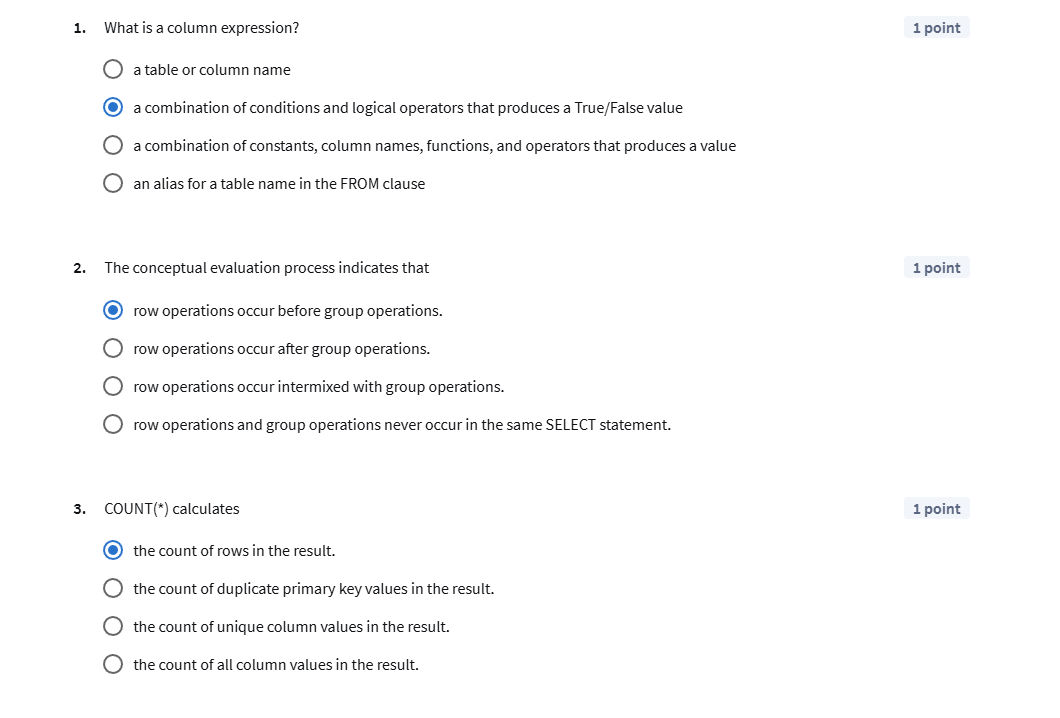 1. What is a column expression? 1 point
a table or column name
a combination of conditions and logical operators that produces a True/False value
a combination of constants, column names, functions, and operators that produces a value
an alias for a table name in the FROM clause
2. The conceptual evaluation process indicates that 1 point
row operations occur before group operations.
row operations occur after group operations.
row operations occur intermixed with group operations.
row operations and group operations never occur in the same SELECT statement.
3. COUNT(*) calculates 1 point
the count of rows in the result.
the count of duplicate primary key values in the result.
the count of unique column values in the result.
the count of all column values in the result.